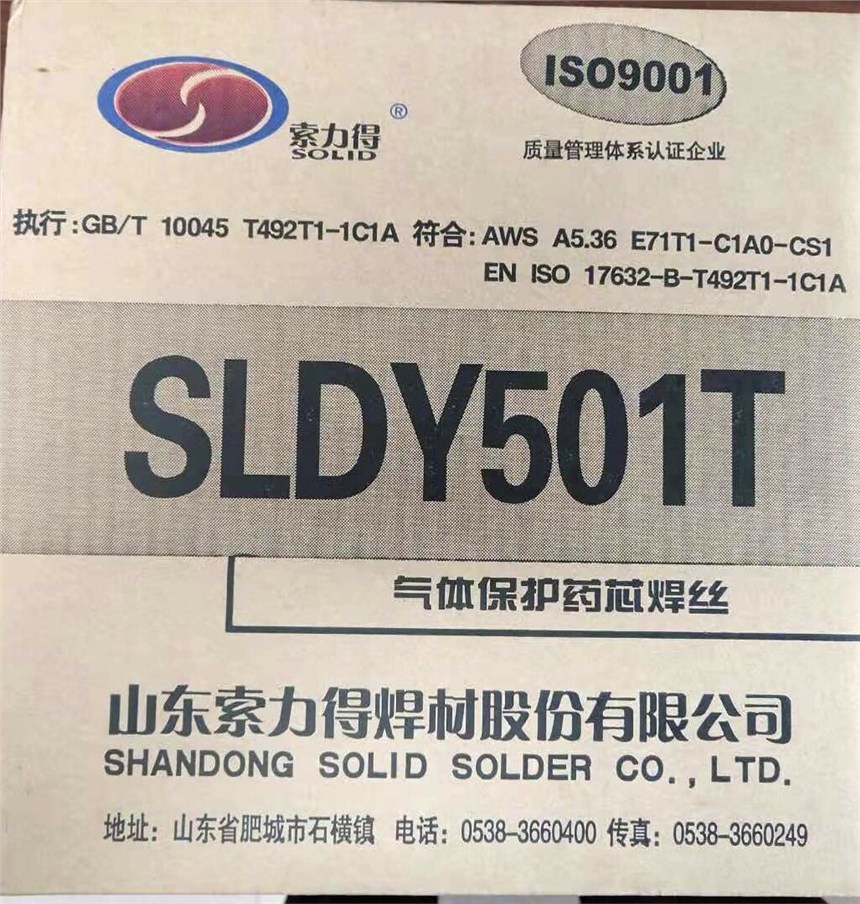 索力得®
SOLID
ISO9001
质量管理体系认证企业
执行:GB/T 10045 T492T1-1C1A 符合:AWS A5.36 E71T1-C1A0-CS1
EN ISO 17632-B-T492T1-1C1A
SLDY501T
气体保护药芯焊丝
山东索力得焊材股份有限公司
SHANDONG SOLID SOLDER CO.,LTD.
地址: 山东省肥城市石横镇 电话: 0538-3660400 传真: 0538-3660249